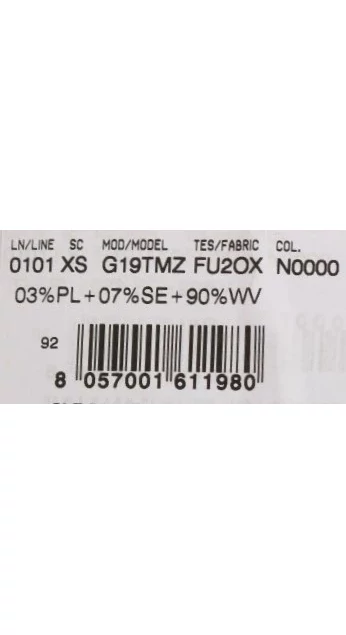 LN/LINE SC MOD/MODEL TES/FABRIC COL.
0101 XS G19TMZ FU2OX N0000
03%PL+07%SE+90%WV
92
8 057001 611980